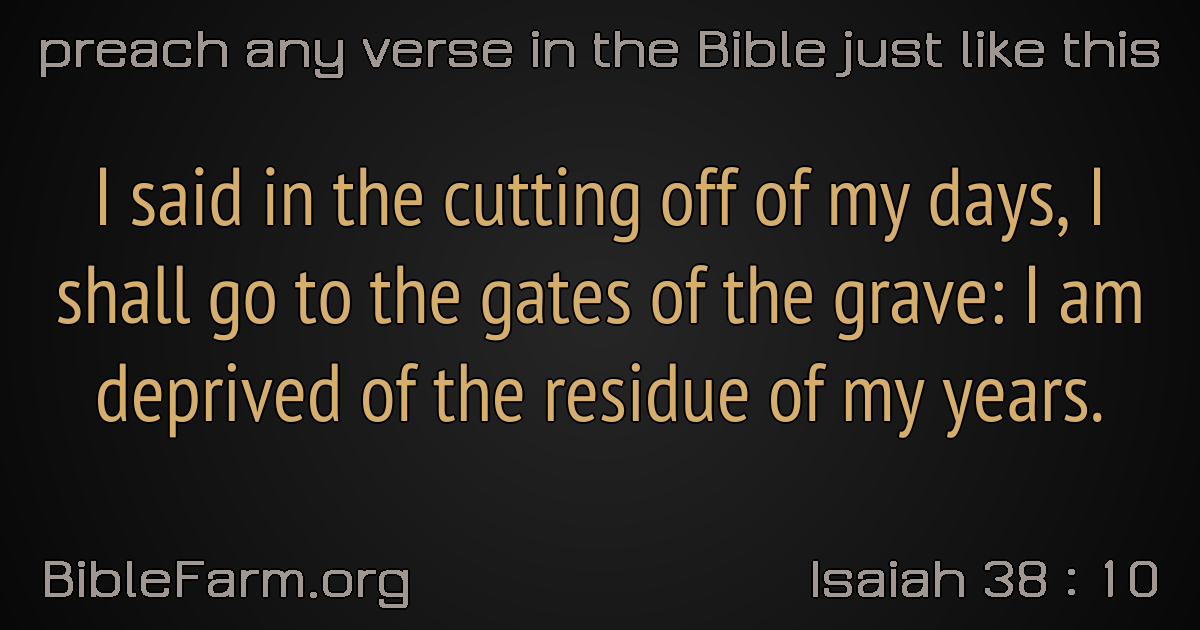 preach any verse in the Bible just like this
I said in the cutting off of my days, I
shall go to the gates of the grave: I am
deprived of the residue of my years.
BibleFarm.org
Isaiah 38 : 10